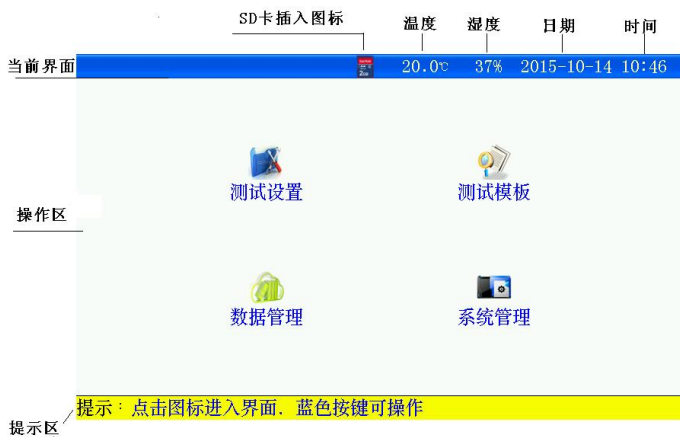 SD卡插入图标 温度 湿度 日期 时间
当前界面 20.0℃ 37% 2015-10-14 10:46
测试设置 测试模板
操作区
数据管理 系统管理
提示：点击图标进入界面．蓝色按键可操作
提示区